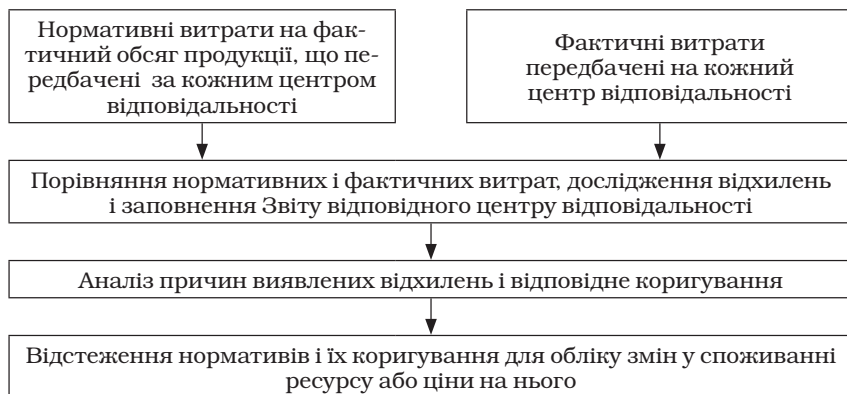 Нормативні витрати на фак-
тичний обсяг продукції, що пе-
редбачені за кожним центром
відповідальності
Фактичні витрати
передбачені на кожний
центр відповідальності
Порівняння нормативних і фактичних витрат, дослідження відхилень
і заповнення Звіту відповідного центру відповідальності
Аналіз причин виявлених відхилень і відповідне коригування
Відстеження нормативів і їх коригування для обліку змін у споживанні
ресурсу або ціни на нього